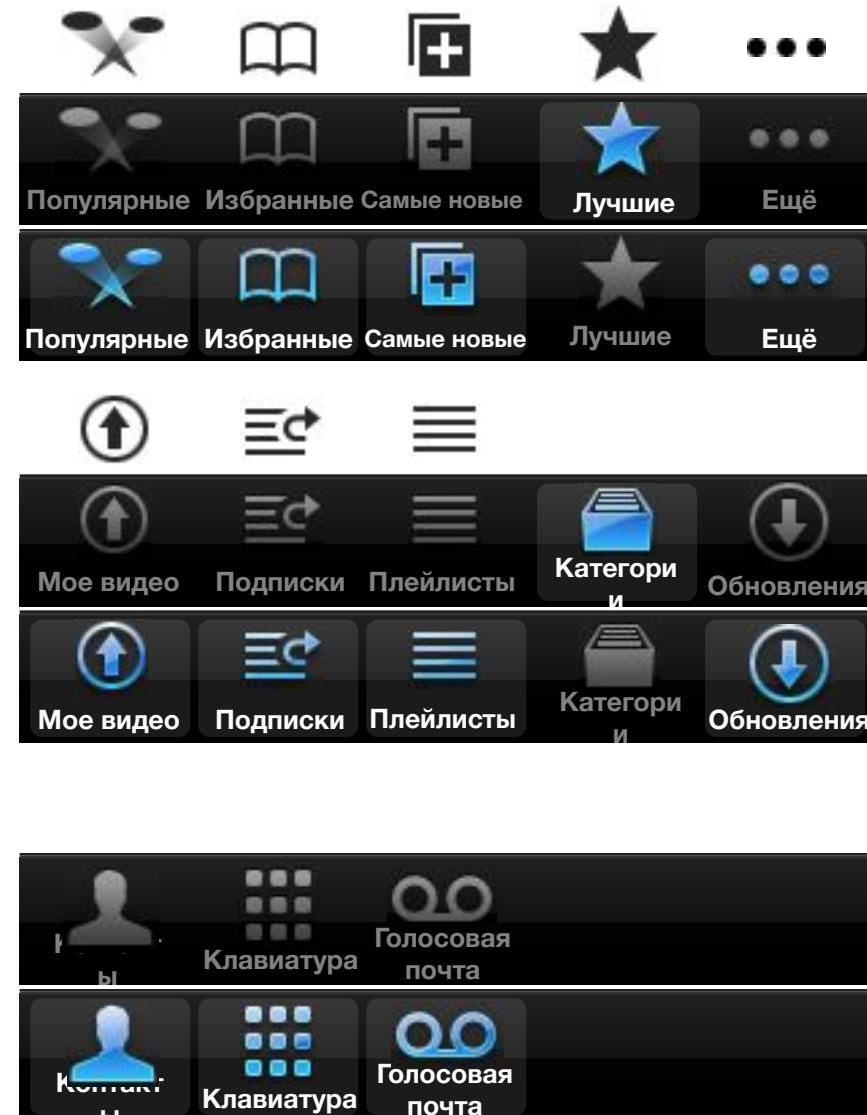 Популярные Избранные Самые новые Лучшие Ещё
Популярные Избранные Самые новые Лучшие Ещё
Мое видео Подписки Плейлисты Категори Обновления
и
Мое видео Подписки Плейлисты Категори Обновления
и
Клавиатура Голосовая
ы почта
Контакт Клавиатура Голосовая
почта